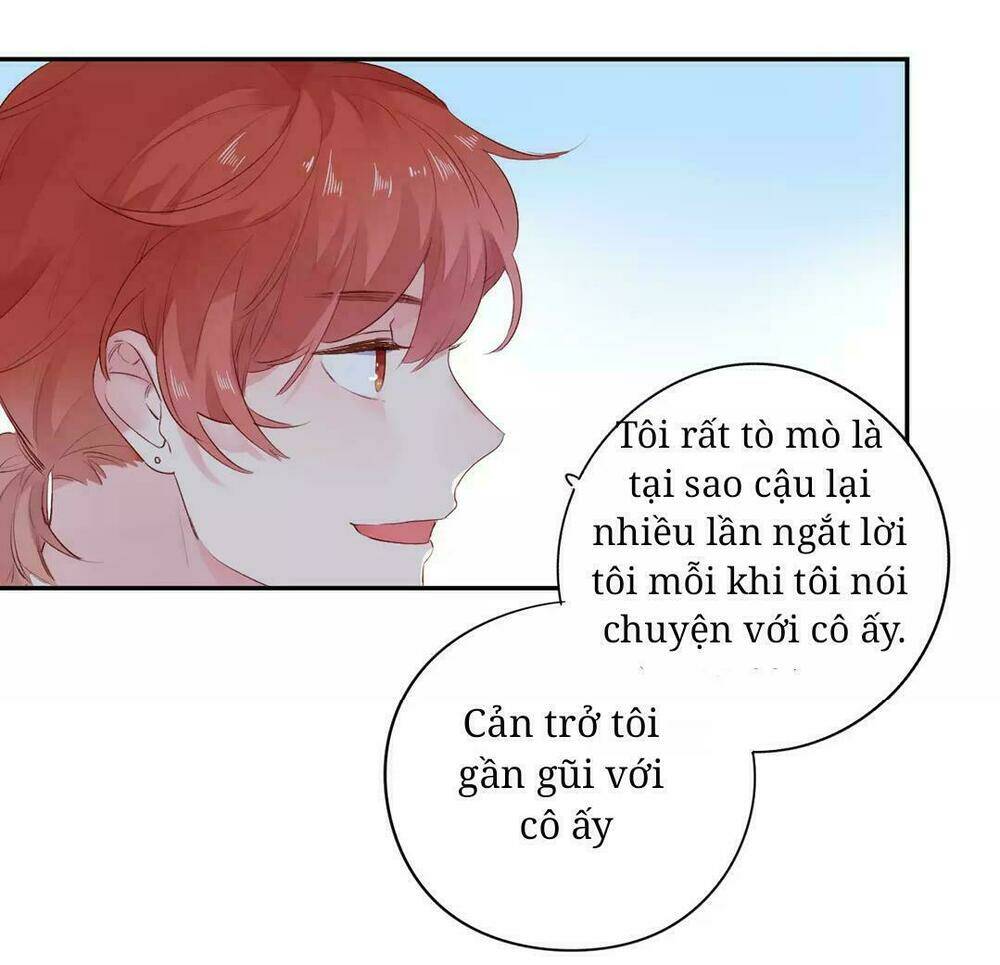 Tôi rất tò mò là
tại sao cậu lại
nhiều lần ngắt lời
tôi mỗi khi tôi nói
chuyện với cô ấy.
Cản trở tôi
gần gũi với
cô ấy